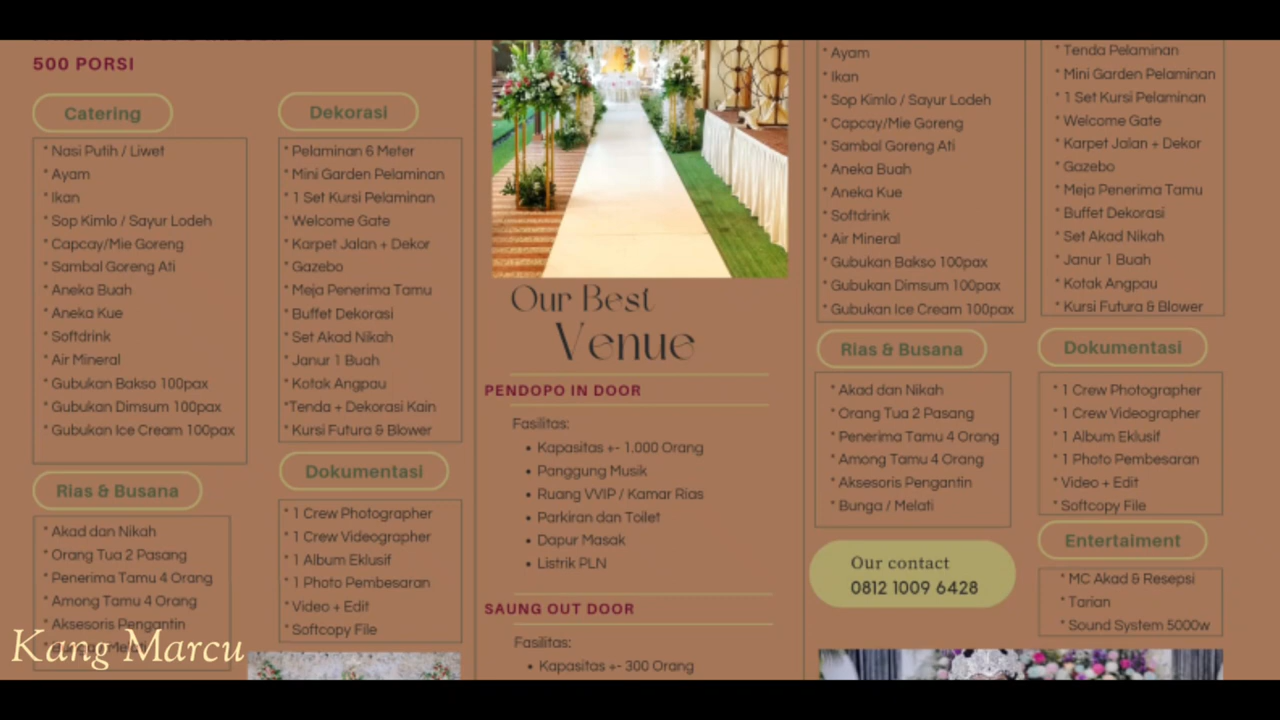 500 PORSI
Catering
* Nasi Putih / Liwet
* Ayam
* Ikan
* Sop Kimlo / Sayur Lodeh
* Capcay/Mie Goreng
* Sambal Goreng Ati
* Aneka Buah
* Aneka Kue
* Softdrink
* Air Mineral
* Gubukan Bakso 100pax
* Gubukan Dimsum 100pax
* Gubukan Ice Cream 100pax
Rias & Busana
* Akad dan Nikah
* Orang Tua 2 Pasang
* Penerima Tamu 4 Orang
* Among Tamu 4 Orang
* Aksesoris Pengantin
Kang Marcu
Dekorasi
* Pelaminan 6 Meter
* Mini Garden Pelaminan
* 1 Set Kursi Pelaminan
* Welcome Gate
* Karpet Jalan + Dekor
* Gazebo
* Meja Penerima Tamu
* Buffet Dekorasi
* Set Akad Nikah
* Janur 1 Buah
* Kotak Angpau
*Tenda + Dekorasi Kain
* Kursi Futura & Blower
Dokumentasi
* 1 Crew Photographer
* 1 Crew Videographer
* 1 Album Eklusif
* 1 Photo Pembesaran
* Video + Edit
* Softcopy File
Our Best
Venue
PENDOPO IN DOOR
Fasilitas:
• Kapasitas +- 1.000 Orang
• Panggung Musik
• Ruang VVIP / Kamar Rias
• Parkiran dan Toilet
• Dapur Masak
• Listrik PLN
SAUNG OUT DOOR
Fasilitas:
• Kapasitas +- 300 Orang
* Ayam
* Ikan
* Sop Kimlo / Sayur Lodeh
* Capcay/Mie Goreng
* Sambal Goreng Ati
* Aneka Buah
* Aneka Kue
* Softdrink
* Air Mineral
* Gubukan Bakso 100pax
* Gubukan Dimsum 100pax
* Gubukan Ice Cream 100pax
Rias & Busana
* Akad dan Nikah
* Orang Tua 2 Pasang
* Penerima Tamu 4 Orang
* Among Tamu 4 Orang
* Aksesoris Pengantin
* Bunga / Melati
Our contact
0812 1009 6428
* Tenda Pelaminan
* Mini Garden Pelaminan
* 1 Set Kursi Pelaminan
* Welcome Gate
* Karpet Jalan + Dekor
* Gazebo
* Meja Penerima Tamu
* Buffet Dekorasi
* Set Akad Nikah
* Janur 1 Buah
* Kotak Angpau
* Kursi Futura & Blower
Dokumentasi
* 1 Crew Photographer
* 1 Crew Videographer
* 1 Album Eklusif
* 1 Photo Pembesaran
* Video + Edit
* Softcopy File
Entertaiment
* MC Akad & Resepsi
* Tarian
* Sound System 5000w